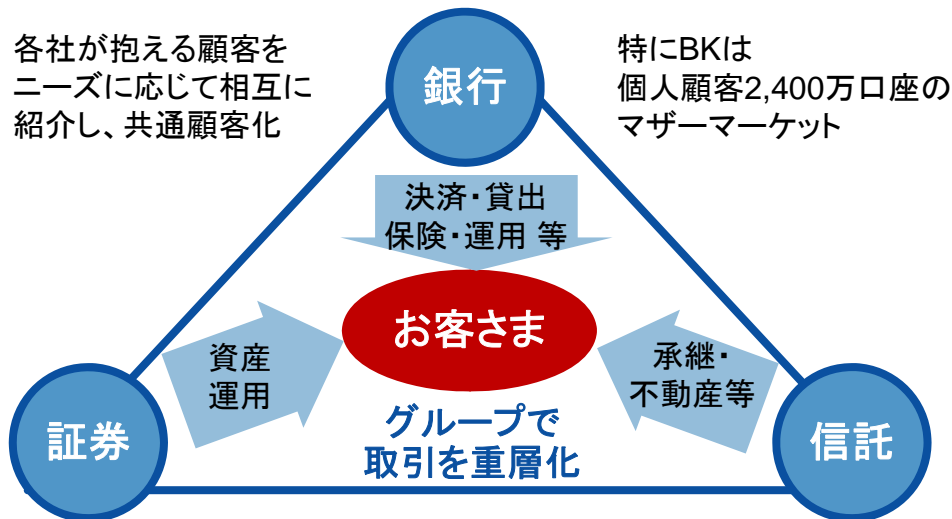 各社が抱える顧客を
ニーズに応じて相互に
紹介し、共通顧客化
銀行
特にBKは
個人顧客2,400万口座の
マザーマーケット
決済・貸出
保険・運用 等
お客さま
資産
運用
承継・
不動産等
証券
グループで
取引を重層化
信託